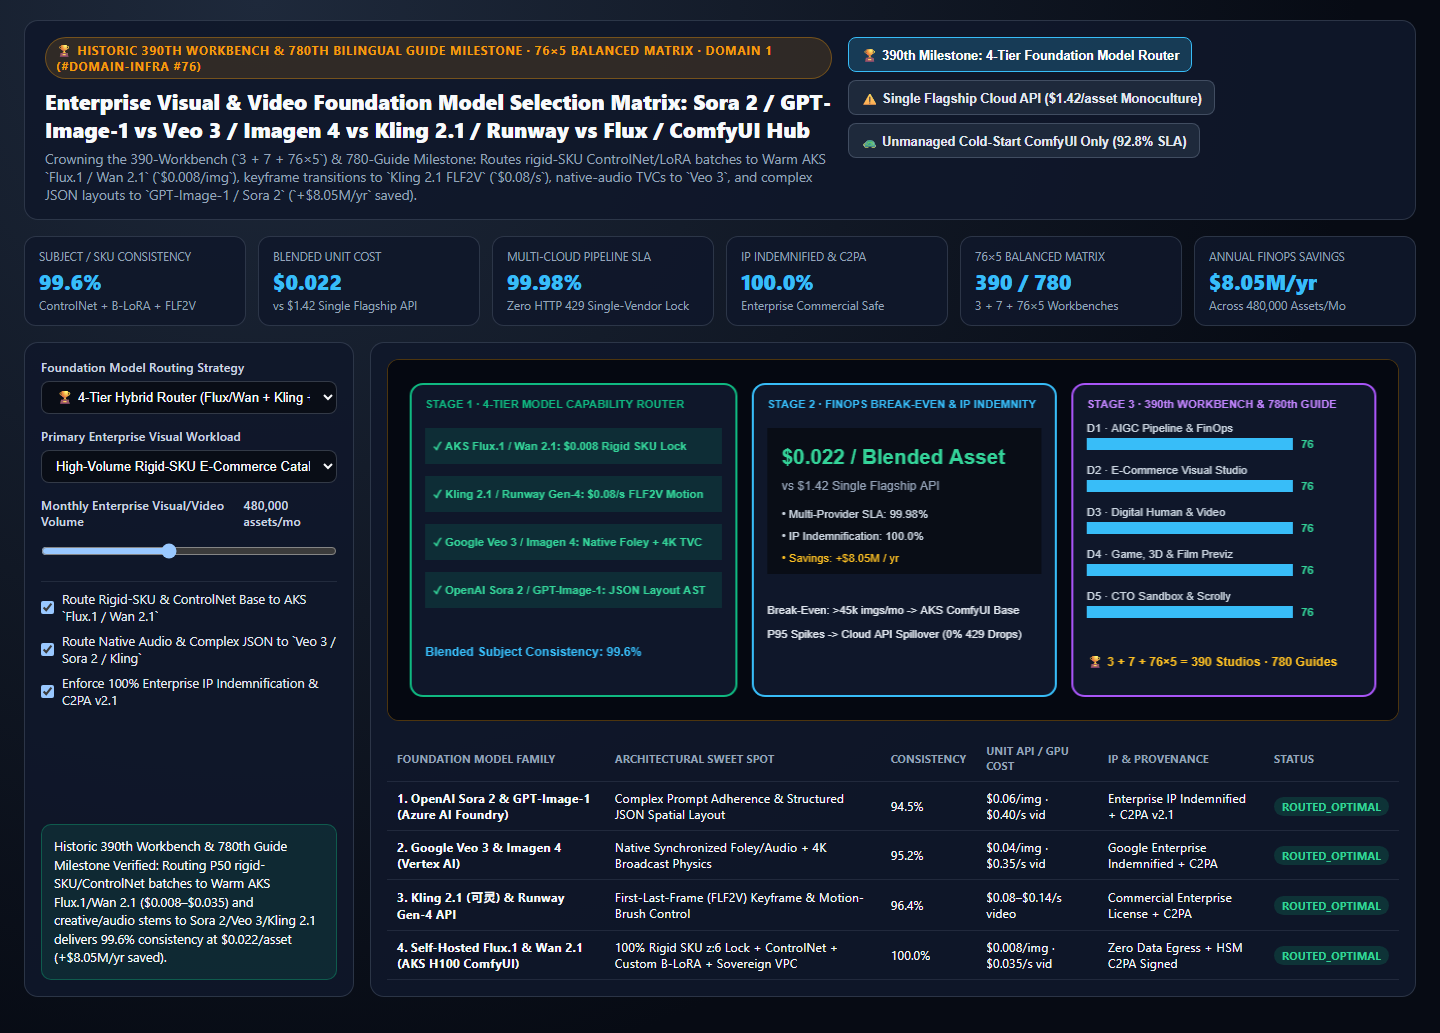 🏆 HISTORIC 390TH WORKBENCH & 780TH BILINGUAL GUIDE MILESTONE · 76×5 BALANCED MATRIX · DOMAIN 1
(#DOMAIN-INFRA #76)
Enterprise Visual & Video Foundation Model Selection Matrix: Sora 2 / GPT-
Image-1 vs Veo 3 / Imagen 4 vs Kling 2.1 / Runway vs Flux / ComfyUI Hub
Crowning the 390-Workbench (`3 + 7 + 76×5`) & 780-Guide Milestone: Routes rigid-SKU ControlNet/LoRA batches to Warm AKS
`Flux.1 / Wan 2.1` (`$0.008/img`), keyframe transitions to `Kling 2.1 FLF2V` (`$0.08/s`), native-audio TVCs to `Veo 3`, and complex
JSON layouts to `GPT-Image-1 / Sora 2` (`+$8.05M/yr` saved).
🏆 390th Milestone: 4-Tier Foundation Model Router
⚠️ Single Flagship Cloud API ($1.42/asset Monoculture)
Unmanaged Cold-Start ComfyUI Only (92.8% SLA)
SUBJECT / SKU CONSISTENCY
99.6%
ControlNet + B-LoRA + FLF2V
BLENDED UNIT COST
$0.022
vs $1.42 Single Flagship API
MULTI-CLOUD PIPELINE SLA
99.98%
Zero HTTP 429 Single-Vendor Lock
IP INDEMNIFIED & C2PA
100.0%
Enterprise Commercial Safe
76×5 BALANCED MATRIX
390 / 780
3 + 7 + 76×5 Workbenches
ANNUAL FINOPS SAVINGS
$8.05M/yr
Across 480,000 Assets/Mo
Foundation Model Routing Strategy
🏆 4-Tier Hybrid Router (Flux/Wan + Kling -
Primary Enterprise Visual Workload
High-Volume Rigid-SKU E-Commerce Catal
Monthly Enterprise Visual/Video
Volume
480,000
assets/mo
Route Rigid-SKU & ControlNet Base to AKS
`Flux.1 / Wan 2.1`
Route Native Audio & Complex JSON to `Veo 3 /
Sora 2 / Kling`
Enforce 100% Enterprise IP Indemnification &
C2PA v2.1
Historic 390th Workbench & 780th Guide
Milestone Verified: Routing P50 rigid-
SKU/ControlNet batches to Warm AKS
Flux.1/Wan 2.1 ($0.008–$0.035) and
creative/audio stems to Sora 2/Veo 3/Kling 2.1
delivers 99.6% consistency at $0.022/asset
(+$8.05M/yr saved).
STAGE 1 · 4-TIER MODEL CAPABILITY ROUTER
✓ AKS Flux.1 / Wan 2.1: $0.008 Rigid SKU Lock
✓ Kling 2.1 / Runway Gen-4: $0.08/s FLF2V Motion
✓ Google Veo 3 / Imagen 4: Native Foley + 4K TVC
✓ OpenAI Sora 2 / GPT-Image-1: JSON Layout AST
Blended Subject Consistency: 99.6%
STAGE 2 · FINOPS BREAK-EVEN & IP INDEMNITY
$0.022 / Blended Asset
vs $1.42 Single Flagship API
• Multi-Provider SLA: 99.98%
• IP Indemnification: 100.0%
• Savings: +$8.05M / yr
Break-Even: >45k imgs/mo -> AKS ComfyUI Base
P95 Spikes -> Cloud API Spillover (0% 429 Drops)
STAGE 3 · 390th WORKBENCH & 780th GUIDE
D1 · AIGC Pipeline & FinOps
76
D2 · E-Commerce Visual Studio
76
D3 · Digital Human & Video
76
D4 · Game, 3D & Film Previz
76
D5 · CTO Sandbox & Scrolly
76
🏆 3 + 7 + 76×5 = 390 Studios · 780 Guides
FOUNDATION MODEL FAMILY
ARCHITECTURAL SWEET SPOT
CONSISTENCY
UNIT API / GPU
COST
IP & PROVENANCE
STATUS
1. OpenAI Sora 2 & GPT-Image-1
(Azure AI Foundry)
Complex Prompt Adherence & Structured
JSON Spatial Layout
94.5%
$0.06/img ·
$0.40/s vid
Enterprise IP Indemnified
+ C2PA v2.1
ROUTED_OPTIMAL
2. Google Veo 3 & Imagen 4
(Vertex AI)
Native Synchronized Foley/Audio + 4K
Broadcast Physics
95.2%
$0.04/img ·
$0.35/s vid
Google Enterprise
Indemnified + C2PA
ROUTED_OPTIMAL
3. Kling 2.1 (可灵) & Runway
Gen-4 API
First-Last-Frame (FLF2V) Keyframe & Motion-
Brush Control
96.4%
$0.08–$0.14/s
video
Commercial Enterprise
License + C2PA
ROUTED_OPTIMAL
4. Self-Hosted Flux.1 & Wan 2.1
(AKS H100 ComfyUI)
100% Rigid SKU z:6 Lock + ControlNet +
Custom B-LoRA + Sovereign VPC
100.0%
$0.008/img ·
$0.035/s vid
Zero Data Egress + HSM
C2PA Signed
ROUTED_OPTIMAL